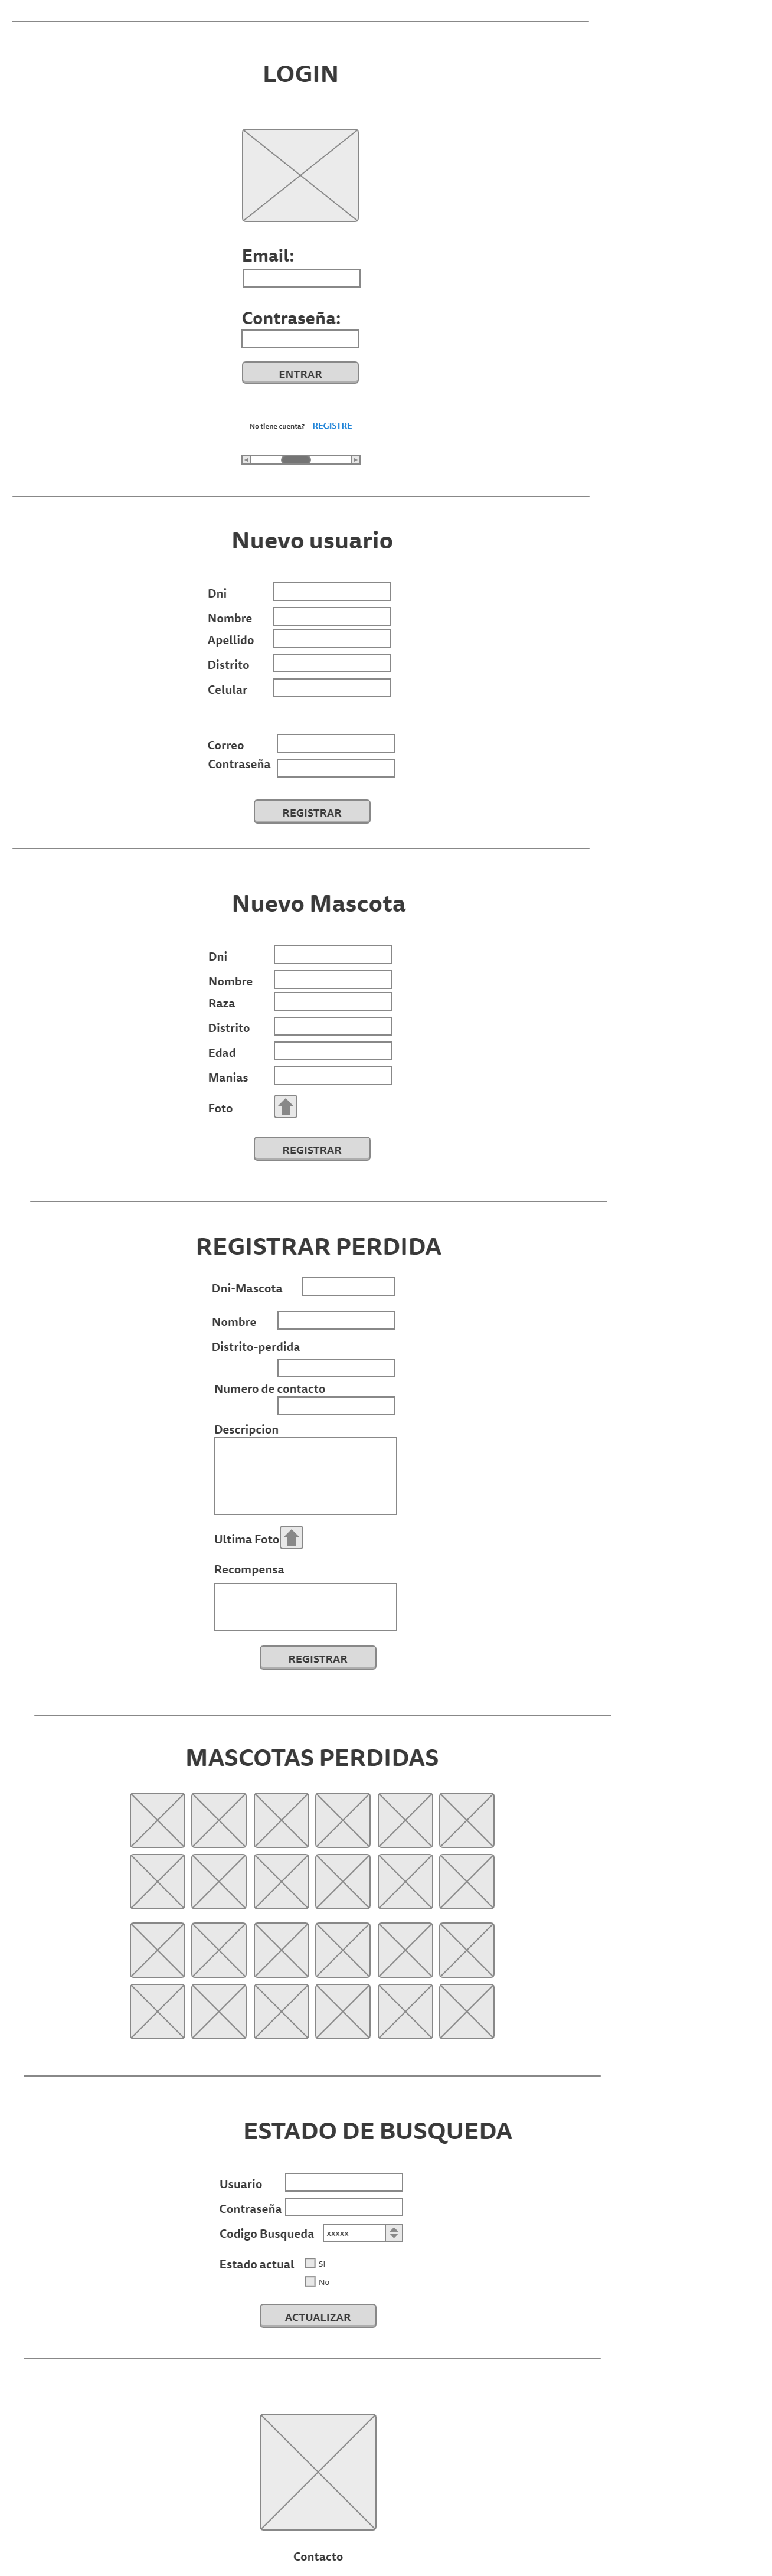 LOGIN
Email:
Contraseña:
ENTRAR
No tiene cuenta? REGISTRE
Nuevo usuario
Dni
Nombre
Apellido
Distrito
Celular
Correo
Contraseña
REGISTRAR
Nuevo Mascota
Dni
Nombre
Raza
Distrito
Edad
Manias
Foto
REGISTRAR
REGISTRAR PERDIDA
Dni-Mascota
Nombre
Distrito-perdida
Numero de contacto
Descripcion
Ultima Foto
Recompensa
REGISTRAR
MASCOTAS PERDIDAS
ESTADO DE BUSQUEDA
Usuario
Contraseña
Codigo Busqueda xxxxx
Estado actual Si
No
ACTUALIZAR
Contacto